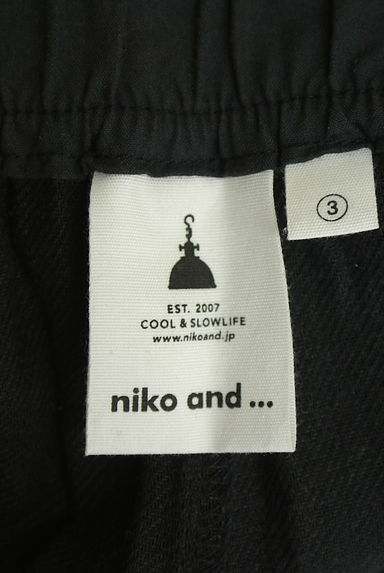 ③
EST. 2007
COOL & SLOWLIFE
www.nikoand.jp
niko and ...